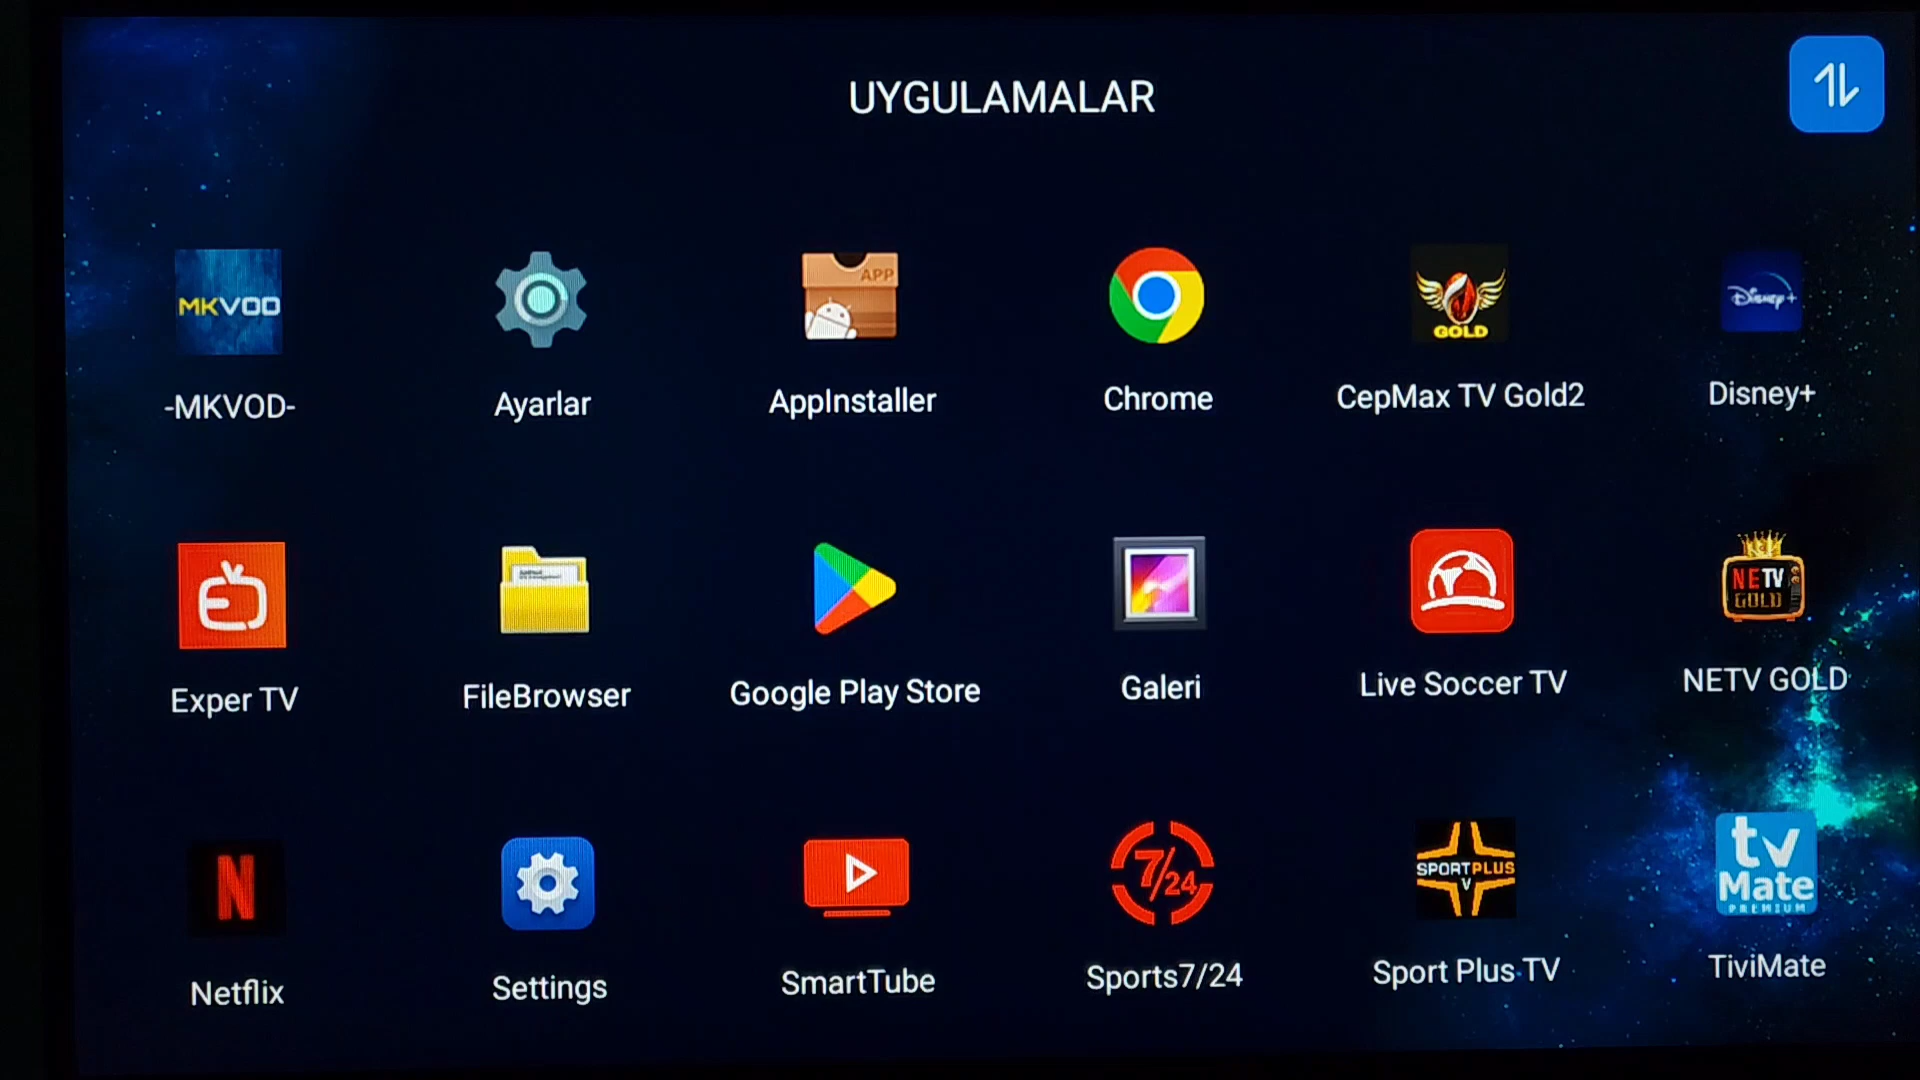 UYGULAMALAR
MKVOD
APP
GOLD
Disney+
-MKVOD-
Ayarlar
AppInstaller
Chrome
CepMax TV Gold2
Disney+
NETV
GOLD
Exper TV
FileBrowser
Google Play Store
Galeri
Live Soccer TV
NETV GOLD
N
7/24
SPORTPLUS
V
tv
Mate
PREMIUM
Netflix
Settings
SmartTube
Sports7/24
Sport Plus TV
TiviMate